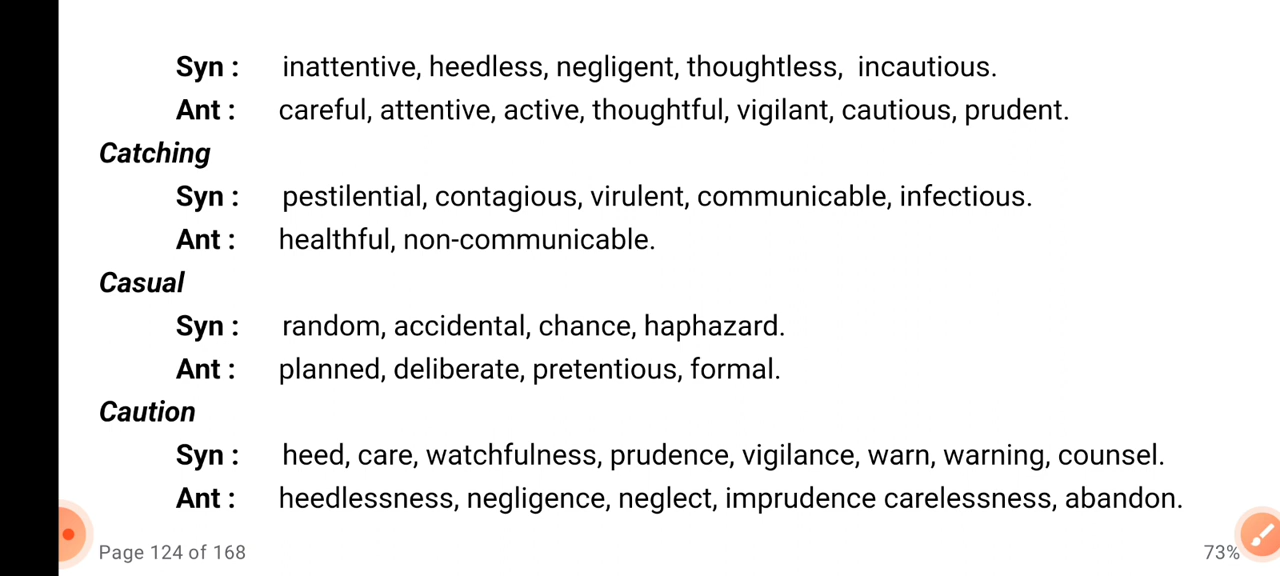 Syn : inattentive, heedless, negligent, thoughtless, incautious.
Ant : careful, attentive, active, thoughtful, vigilant, cautious, prudent.
Catching
Syn : pestilential, contagious, virulent, communicable, infectious.
Ant : healthful, non-communicable.
Casual
Syn : random, accidental, chance, haphazard.
Ant : planned, deliberate, pretentious, formal.
Caution
Syn : heed, care, watchfulness, prudence, vigilance, warn, warning, counsel.
Ant : heedlessness, negligence, neglect, imprudence carelessness, abandon.
Page 124 of 168 73%